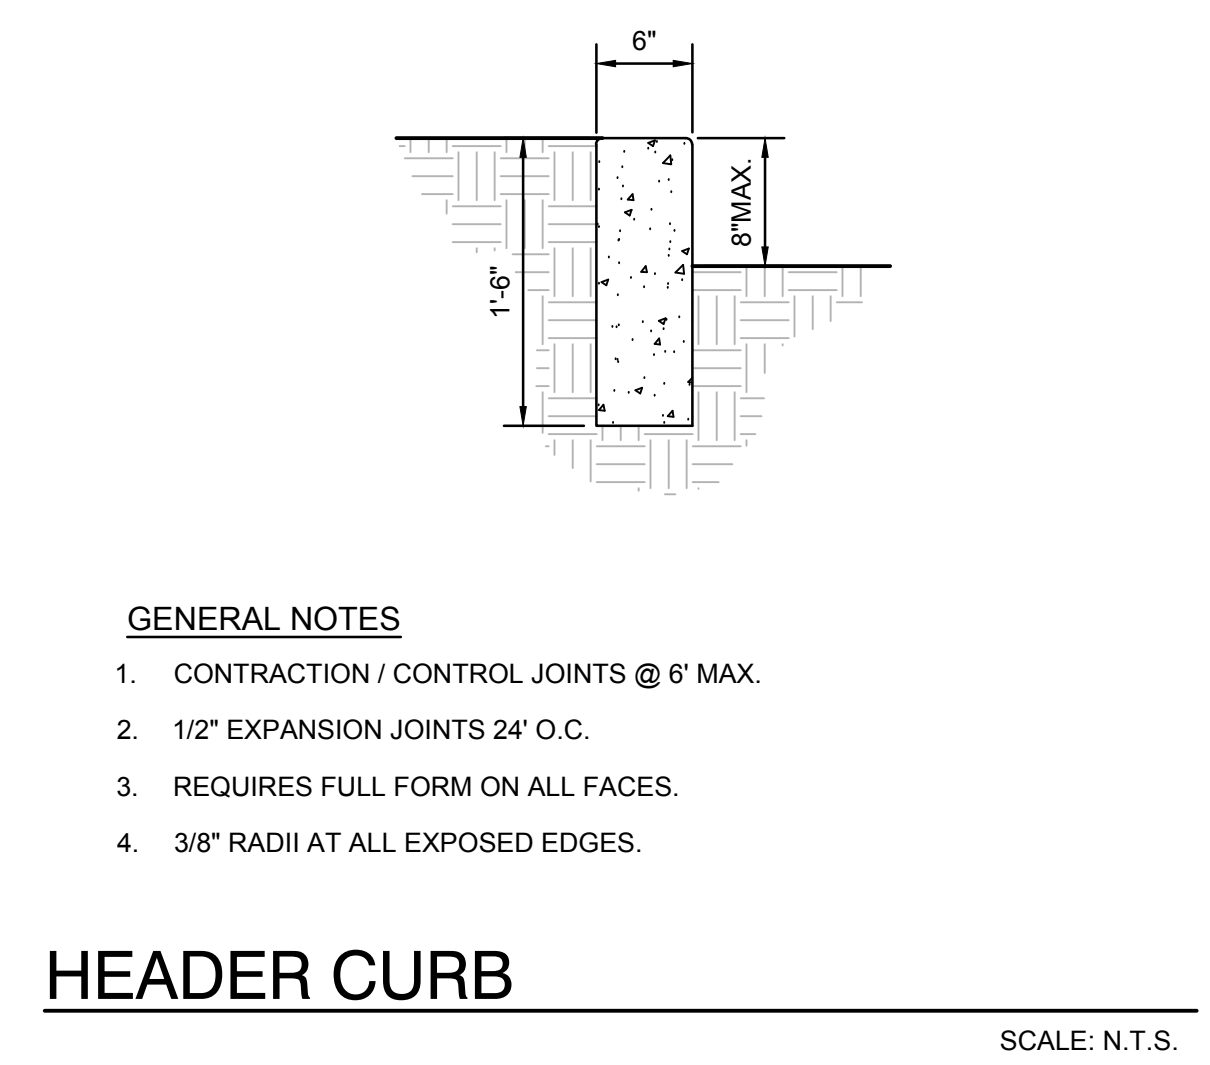 6"
8"MAX.
1'-6"
GENERAL NOTES
1. CONTRACTION / CONTROL JOINTS @ 6' MAX.
2. 1/2" EXPANSION JOINTS 24' O.C.
3. REQUIRES FULL FORM ON ALL FACES.
4. 3/8" RADII AT ALL EXPOSED EDGES.
HEADER CURB
SCALE: N.T.S.